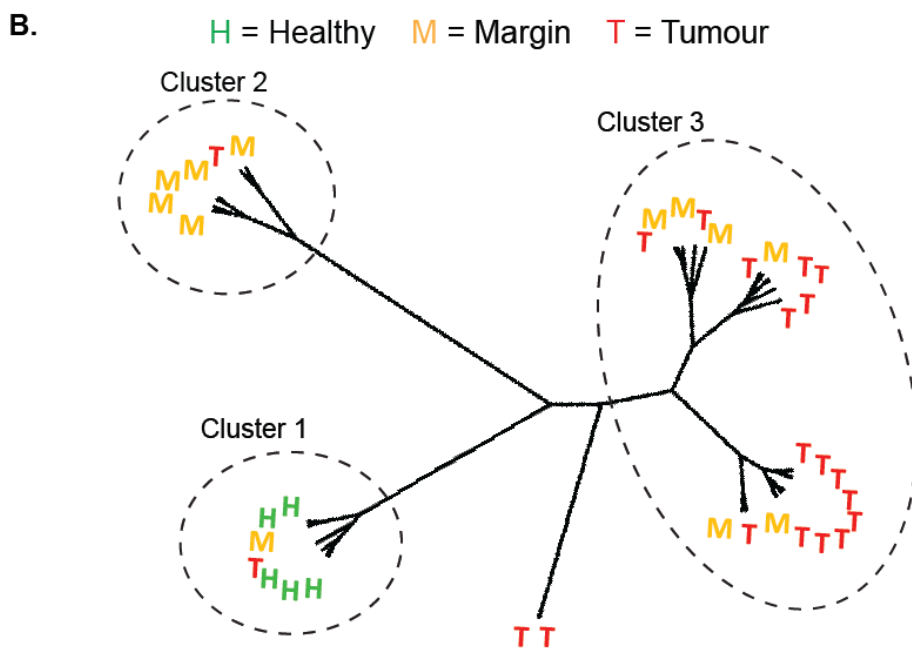 B.
H = Healthy M = Margin T = Tumour
Cluster 2
M M M M T M
Cluster 3
T M M T M
T M T T T T
Cluster 1
H H
M
T H H H
T T T T T
M T M T T T
T T